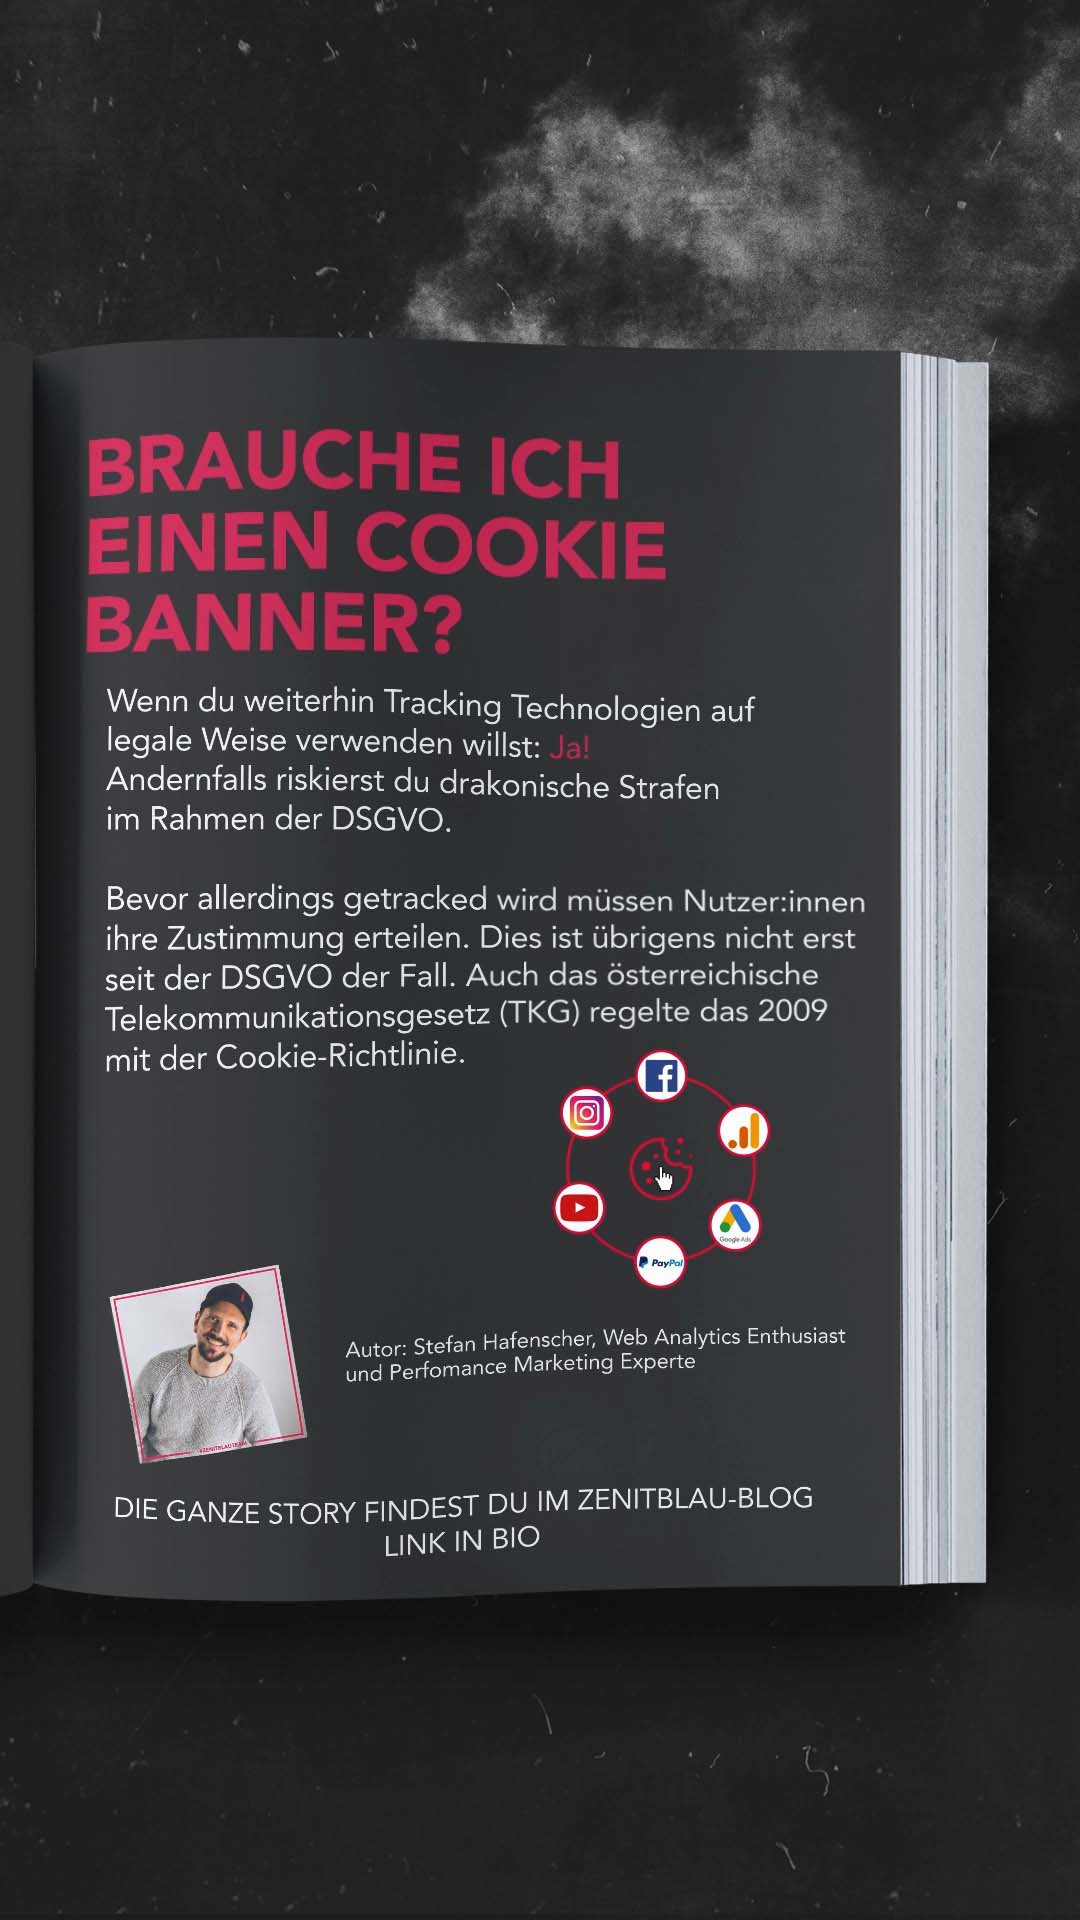 BRAUCHE ICH
EINEN COOKIE
BANNER?
Wenn du weiterhin Tracking Technologien auf
legale Weise verwenden willst: Ja!
Andernfalls riskierst du drakonische Strafen
im Rahmen der DSGVO.
Bevor allerdings getracked wird müssen Nutzer:innen
ihre Zustimmung erteilen. Dies ist übrigens nicht erst
seit der DSGVO der Fall. Auch das österreichische
Telekommunikationsgesetz (TKG) regelte das 2009
mit der Cookie-Richtlinie.
Google Ads
PayPal
#ZENITBLAUTEAM
Autor: Stefan Hafenscher, Web Analytics Enthusiast
und Perfomance Marketing Experte
DIE GANZE STORY FINDEST DU IM ZENITBLAU-BLOG
LINK IN BIO